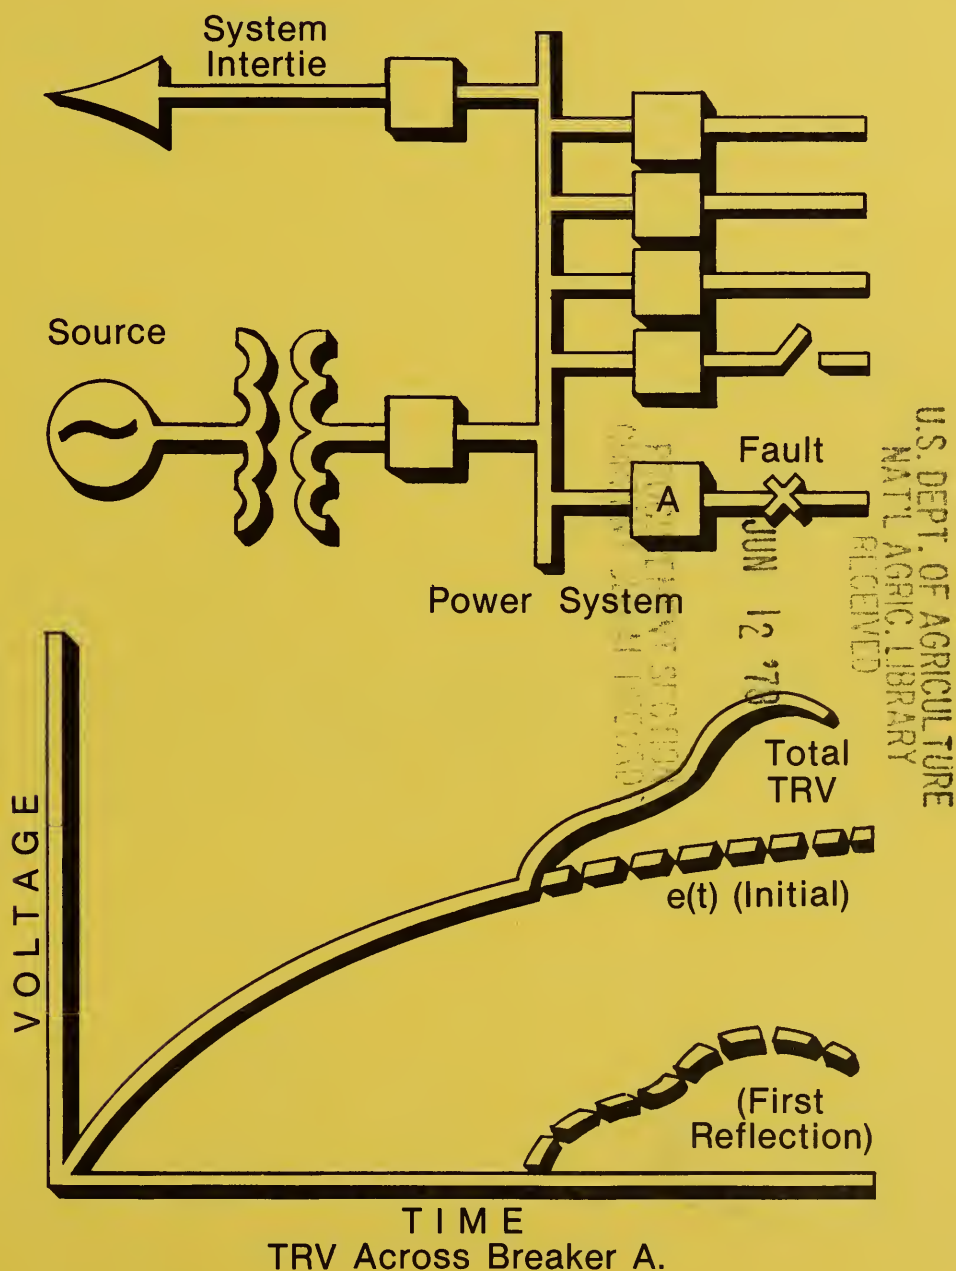 System
Intertie
Source
A
Fault
Power System
U.S. DEPT. OF AGRICULTURE
NAT'L AGRIC. LIBRARY
RECEIVED
JUN 12 '78
VOLTAGE
Total
TRV
e(t) (Initial)
(First
Reflection)
TIME
TRV Across Breaker A.